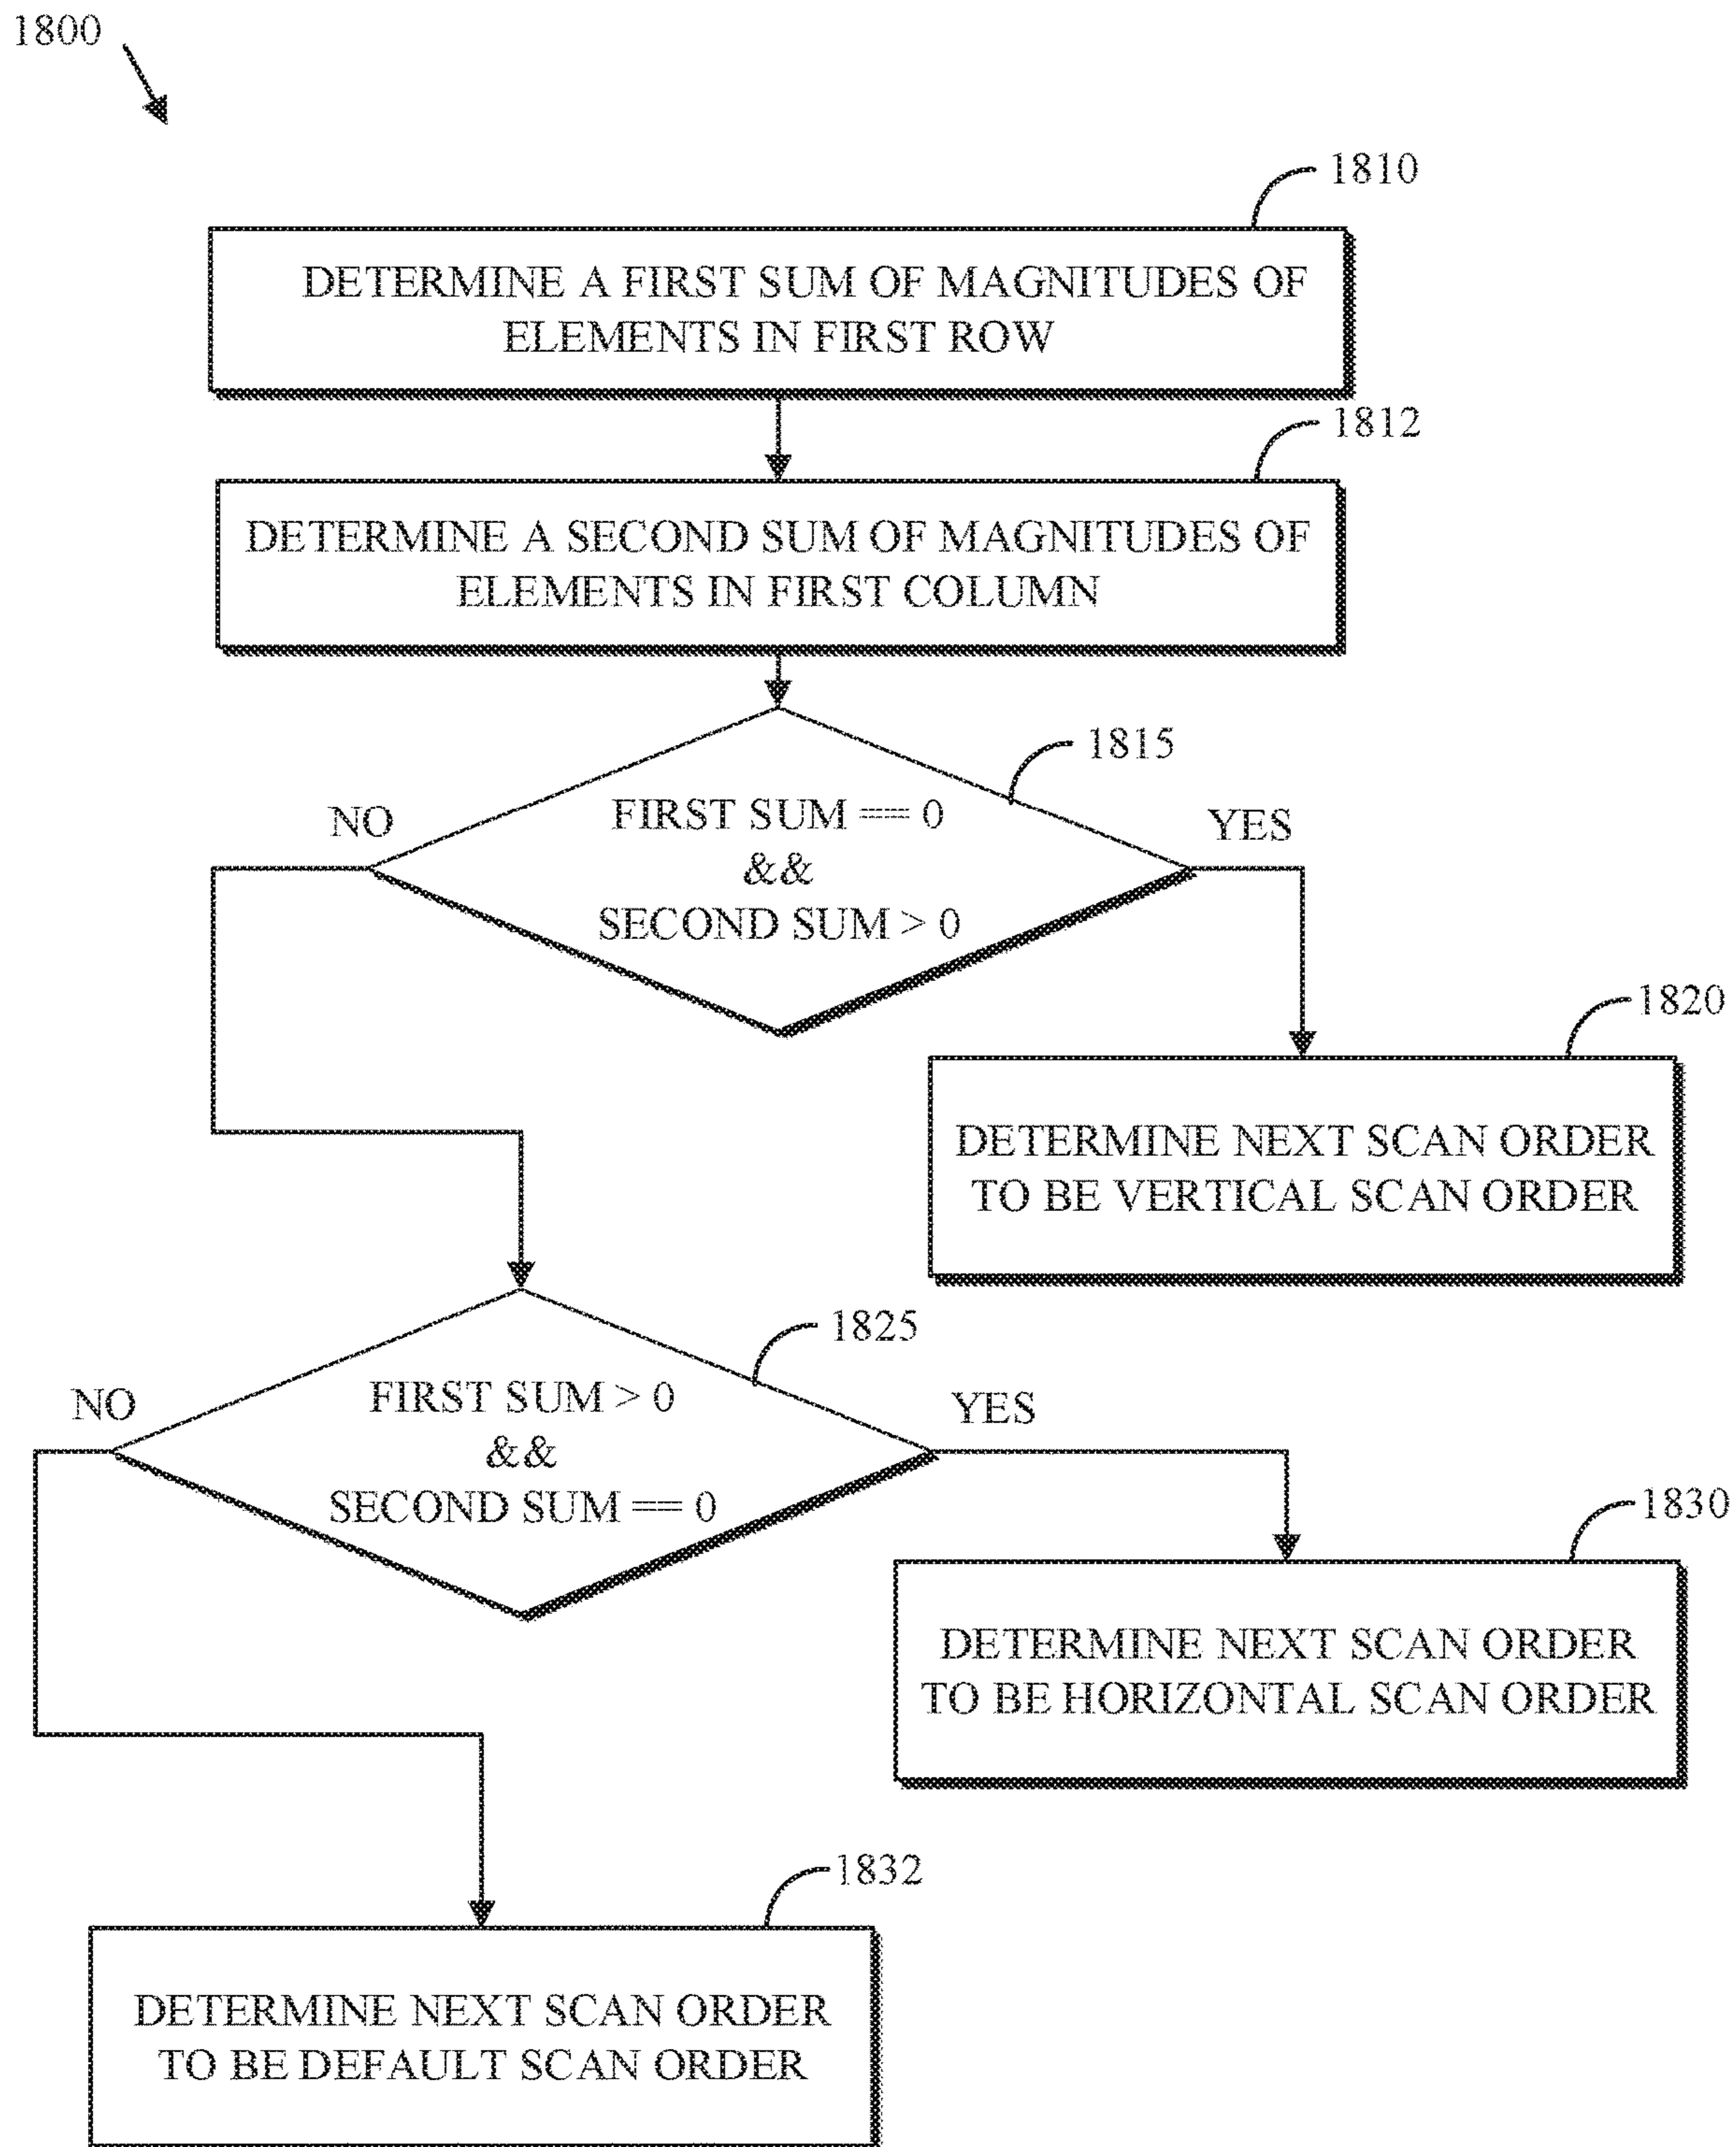 1800
1810
DETERMINE A FIRST SUM OF MAGNITUDES OF
ELEMENTS IN FIRST ROW
1812
DETERMINE A SECOND SUM OF MAGNITUDES OF
ELEMENTS IN FIRST COLUMN
1815
NO
FIRST SUM == 0
&&
SECOND SUM > 0
YES
1820
DETERMINE NEXT SCAN ORDER
TO BE VERTICAL SCAN ORDER
1825
NO
FIRST SUM > 0
&&
SECOND SUM == 0
YES
1830
DETERMINE NEXT SCAN ORDER
TO BE HORIZONTAL SCAN ORDER
1832
DETERMINE NEXT SCAN ORDER
TO BE DEFAULT SCAN ORDER